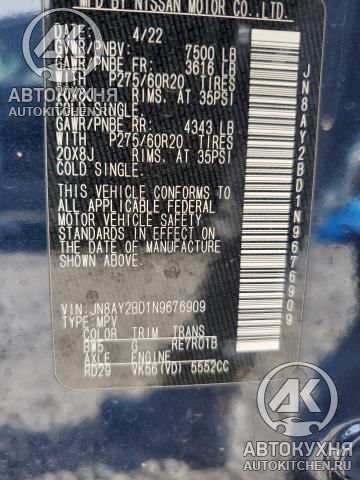 MFD BY NISSAN MOTOR CO.,LTD.
DATE: 4/22
GVWR/PNBV: 7500 LB
GAWR/PNBE FR: 3616 LB
WITH P275/60R20 TIRES
20X8J RIMS. AT 35PSI
COLD SINGLE.
GAWR/PNBE RR: 4343 LB
WITH P275/60R20 TIRES
20X8J RIMS. AT 35PSI
COLD SINGLE.
THIS VEHICLE CONFORMS TO
ALL APPLICABLE FEDERAL
MOTOR VEHICLE SAFETY
STANDARDS IN EFFECT ON
THE DATE OF MANUFACTURE
SHOWN ABOVE.
VIN: JN8AY2BD1N9676909
TYPE: MPV
COLOR TRIM TRANS
BW5 G RE7R01B
AXLE ENGINE
RD29 VK56(VD) 5552CC
JN8AY2BD1N9676909
АК
АВТОКУХНЯ
AVTOKITCHEN.RU